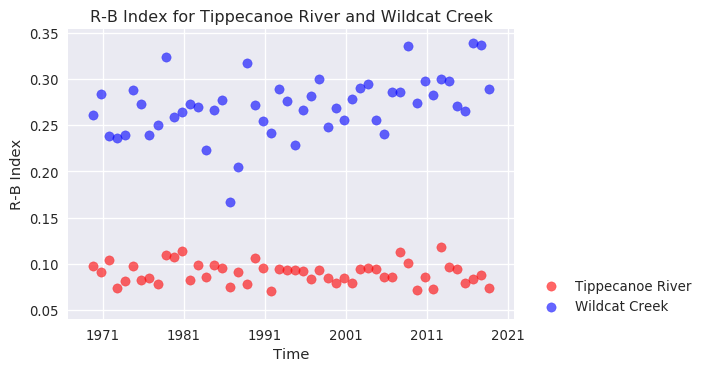 R-B Index for Tippecanoe River and Wildcat Creek
0.35
0.30
0.25
0.20
0.15
0.10
0.05
R-B Index
1971
1981
1991
2001
2011
2021
Time
Tippecanoe River
Wildcat Creek